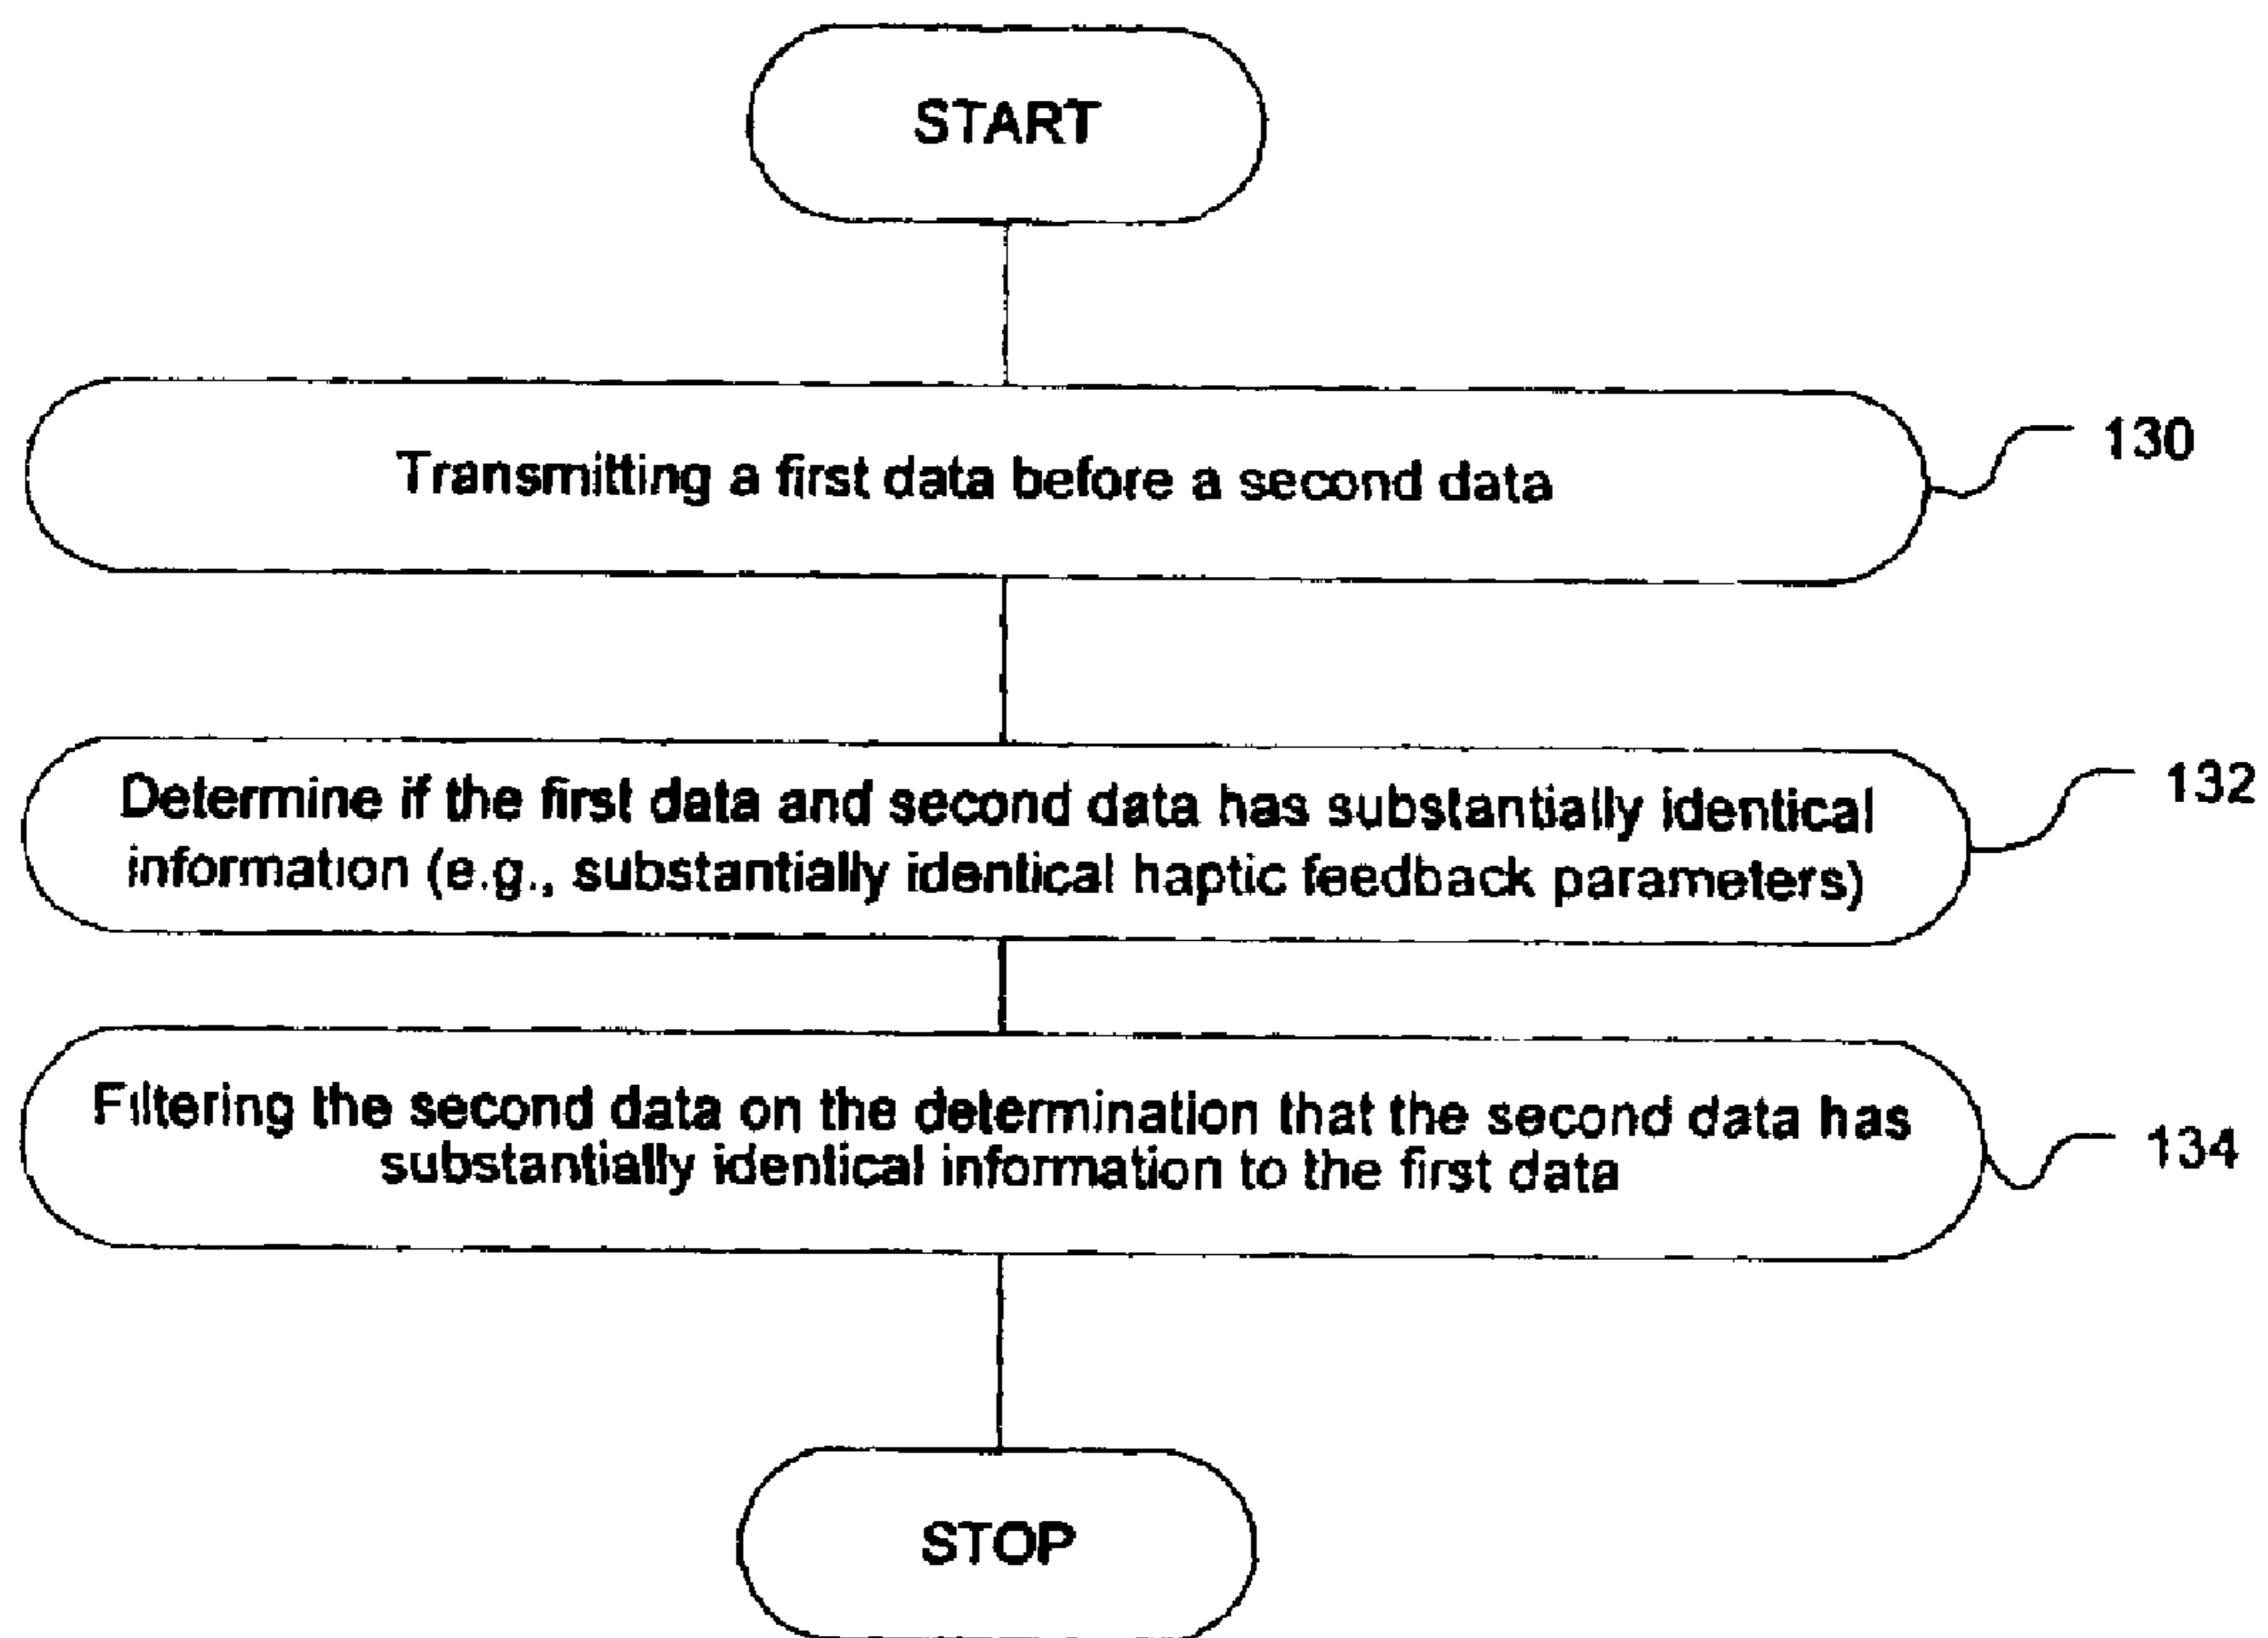 START
Transmitting a first data before a second data
130
Determine if the first data and second data has substantially identical
information (e.g., substantially identical haptic feedback parameters)
132
Filtering the second data on the determination that the second data has
substantially identical information to the first data
134
STOP